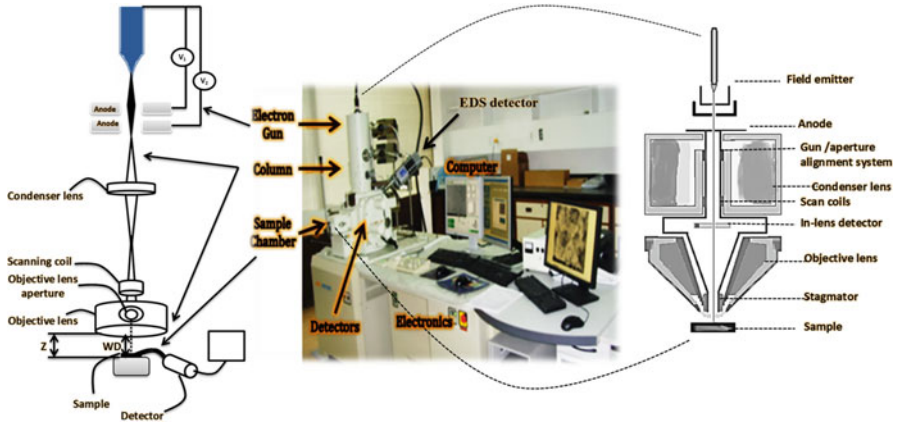 V1
V2
Anode
Anode
Condenser lens
Scanning coil
Objective lens
aperture
Objective lens
Z
WD
Sample
Detector
Electron
Gun
Column
Sample
Chamber
EDS detector
Computer
Detectors
Electronics
Field emitter
Anode
Gun /aperture
alignment system
Condenser lens
Scan coils
In-lens detector
Objective lens
Stagmator
Sample